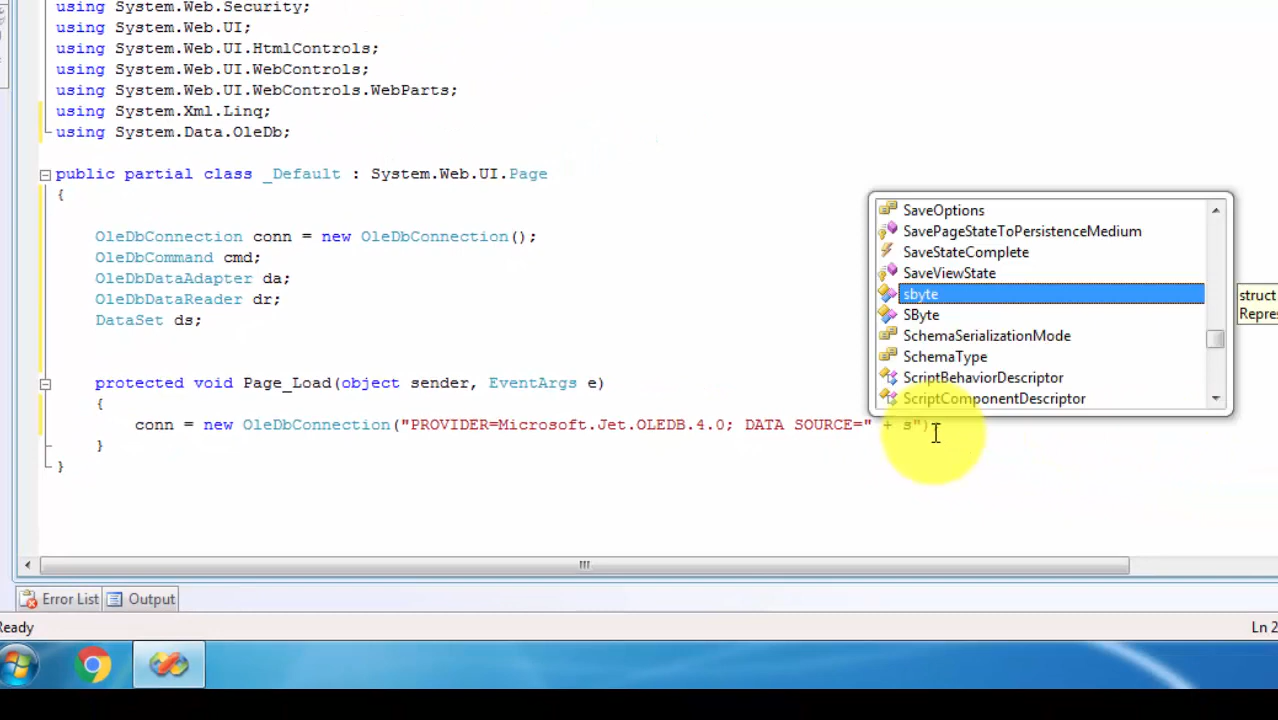 using System.Web.Security;
using System.Web.UI;
using System.Web.UI.HtmlControls;
using System.Web.UI.WebControls;
using System.Web.UI.WebControls.WebParts;
using System.Xml.Linq;
using System.Data.OleDb;
public partial class _Default : System.Web.UI.Page
{
OleDbConnection conn = new OleDbConnection();
OleDbCommand cmd;
OleDbDataAdapter da;
OleDbDataReader dr;
DataSet ds;
protected void Page_Load(object sender, EventArgs e)
{
conn = new OleDbConnection("PROVIDER=Microsoft.Jet.OLEDB.4.0; DATA SOURCE=" + s")
}
}
SaveOptions
SavePageStateToPersistenceMedium
SaveStateComplete
SaveViewState
sbyte
SByte
SchemaSerializationMode
SchemaType
ScriptBehaviorDescriptor
ScriptComponentDescriptor
struct
Repres
Error List
Output
Ready
Ln 2